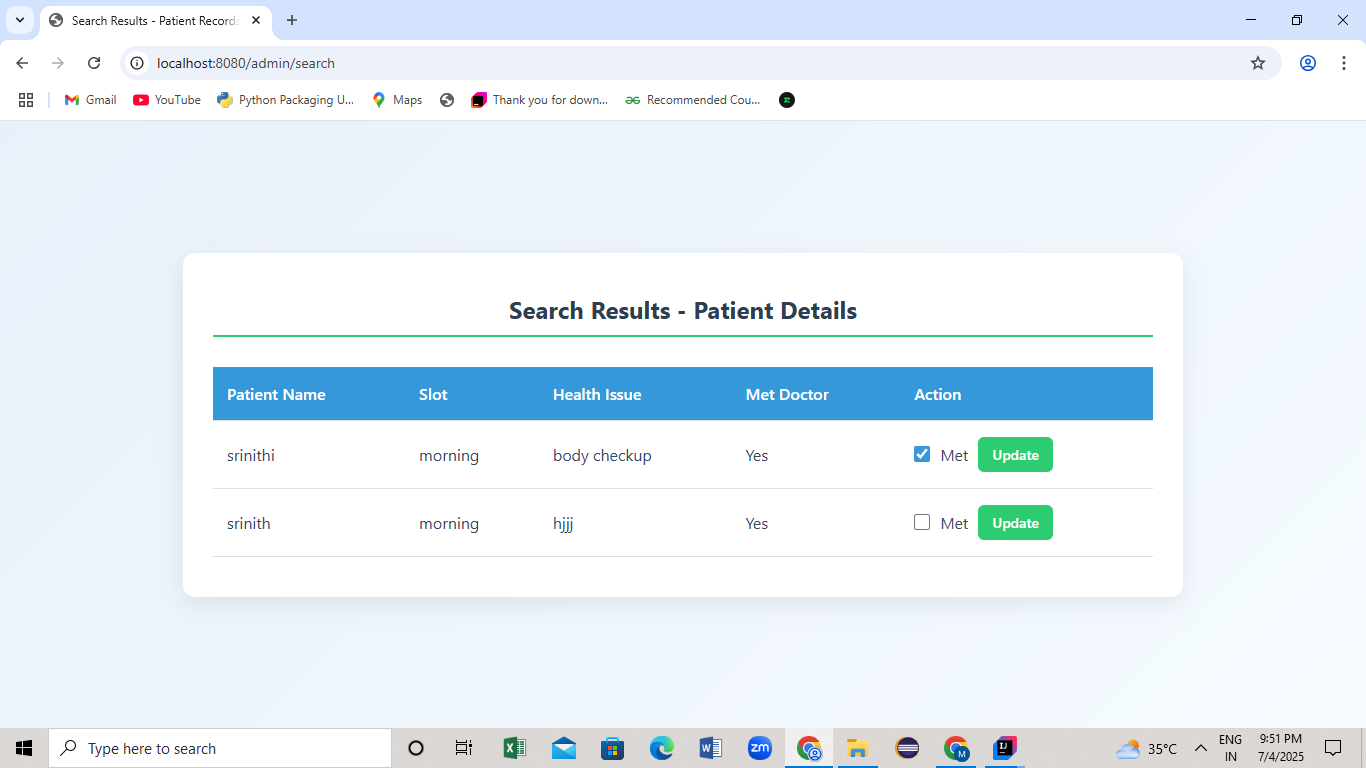 Search Results - Patient Records
localhost:8080/admin/search
Gmail YouTube Python Packaging U... Maps Thank you for down... Recommended Cou...
Search Results - Patient Details
Patient Name Slot Health Issue Met Doctor Action
srinithi morning body checkup Yes Met Update
srinith morning hjjj Yes Met Update
Type here to search
zm
M
35°C
ENG
IN
9:51 PM
7/4/2025